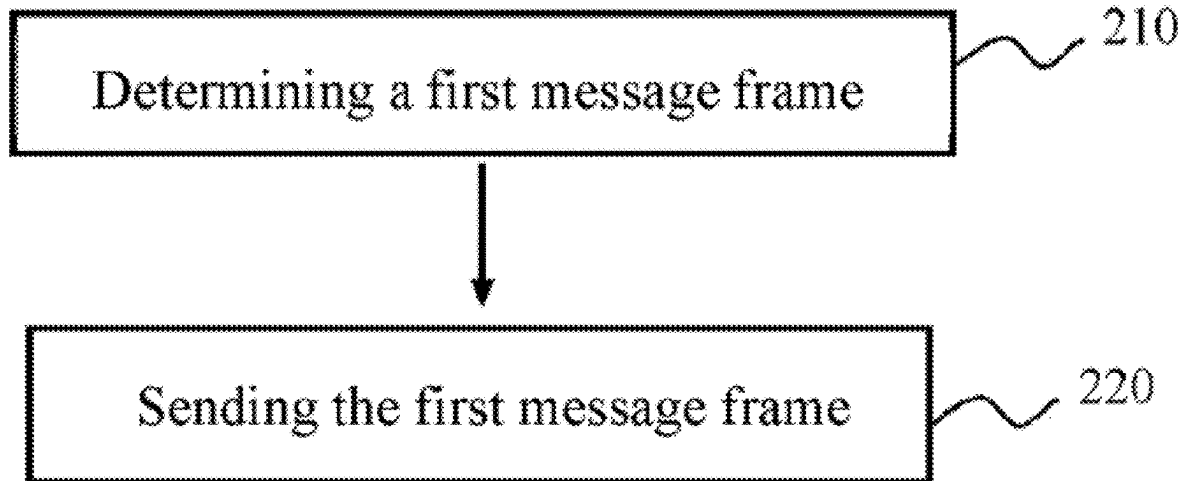 210
Determining a first message frame
Sending the first message frame
220